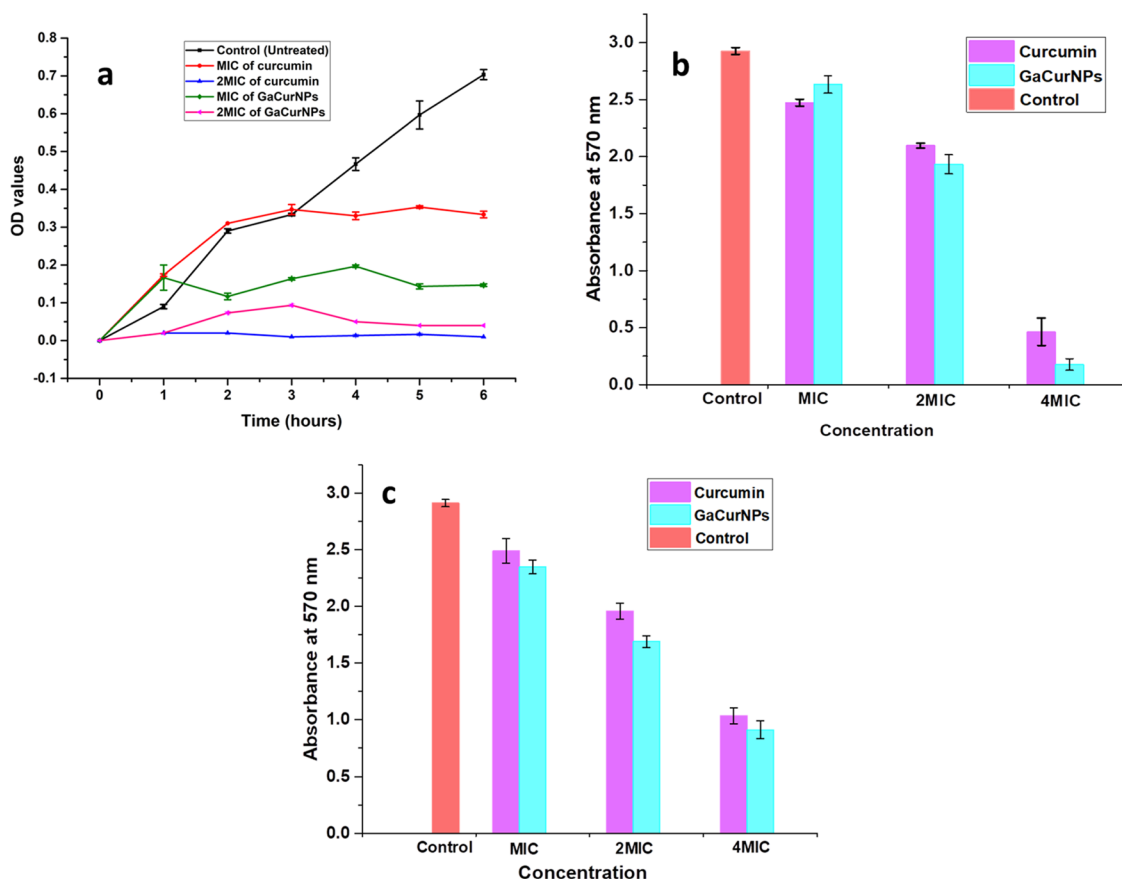 a
0.8
0.7
0.6
0.5
0.4
0.3
0.2
0.1
0.0
-0.1
OD values
Control (Untreated)
MIC of curcumin
2MIC of curcumin
MIC of GaCurNPs
2MIC of GaCurNPs
0 1 2 3 4 5 6
Time (hours)
b
3.0
2.5
2.0
1.5
1.0
0.5
0.0
Absorbance at 570 nm
Curcumin
GaCurNPs
Control
Control MIC 2MIC 4MIC
Concentration
c
3.0
2.5
2.0
1.5
1.0
0.5
0.0
Absorbance at 570 nm
Curcumin
GaCurNPs
Control
Control MIC 2MIC 4MIC
Concentration